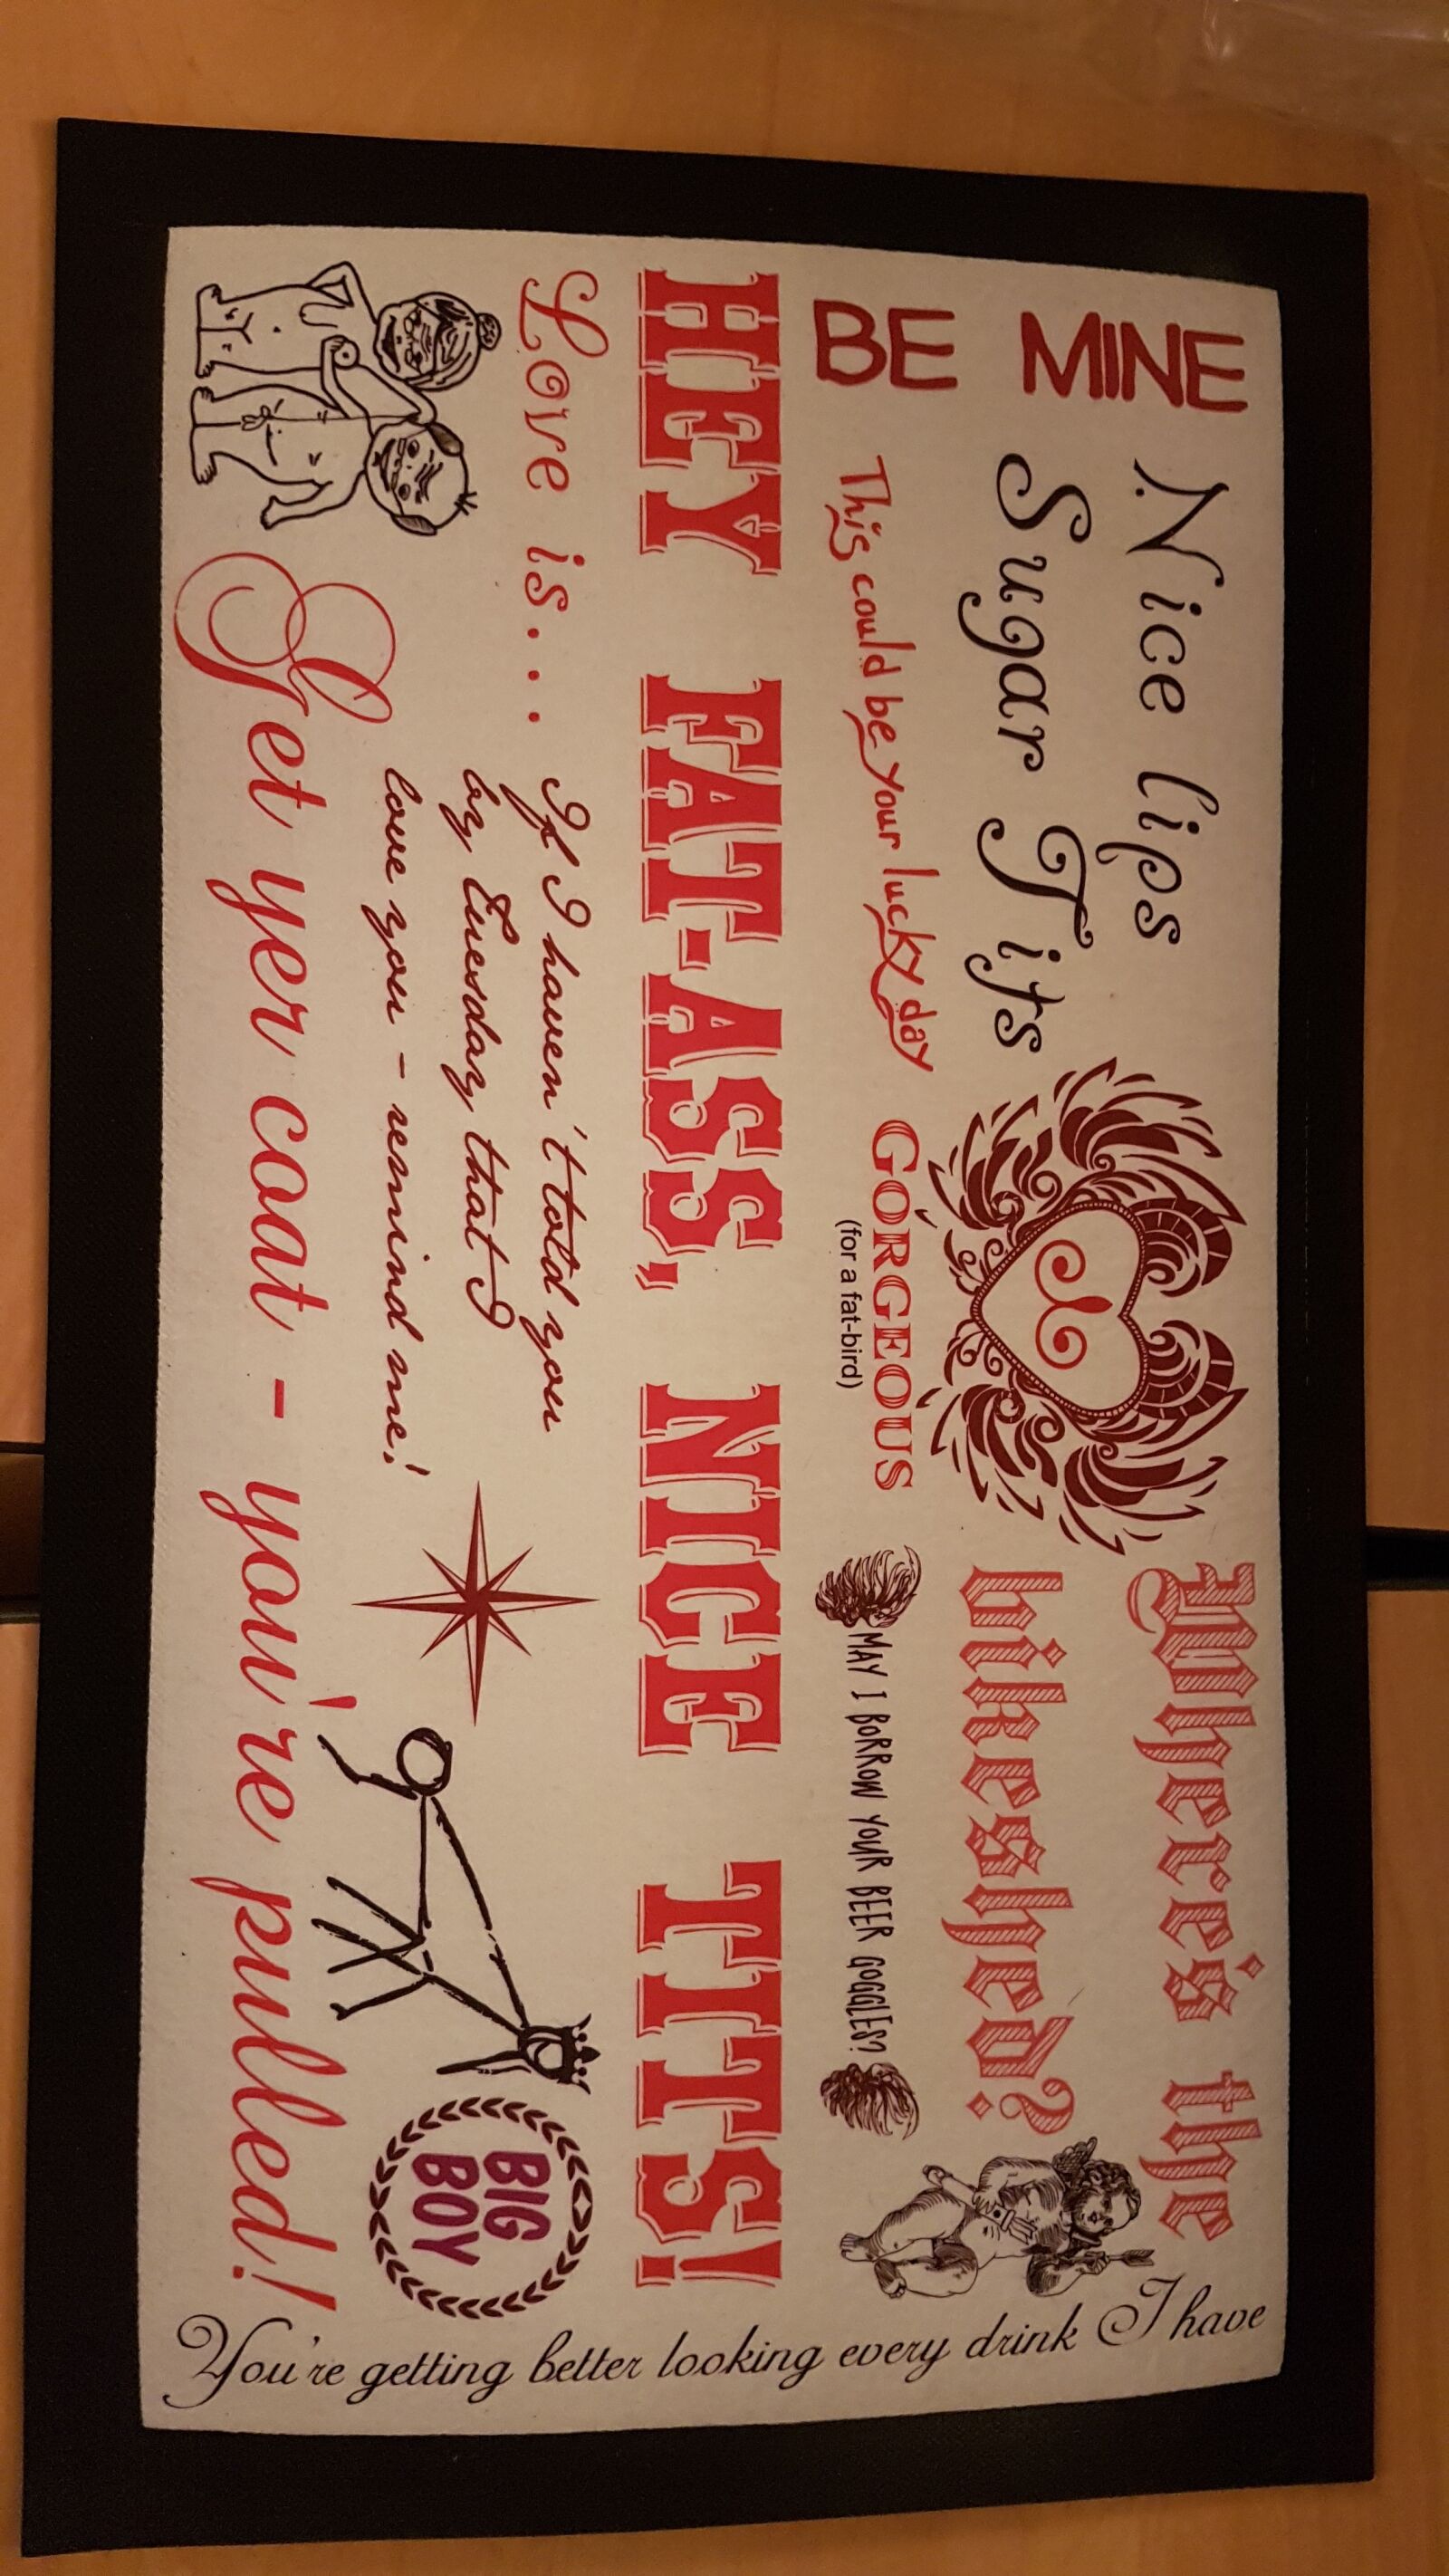 BE MINE
Nice lips
Sugar Tits
Where's the
bikeshed?
This could be your lucky day
GORGEOUS
(for a fat-bird)
MAY I BORROW YOUR BEER GOGGLES?
HEY FAT-ASS, NICE TITS!
Love is...
If I haven't told you
by Tuesday that I
love you - remind me!
BIG
BOY
Get yer coat - you're pulled!
You're getting better looking every drink I have